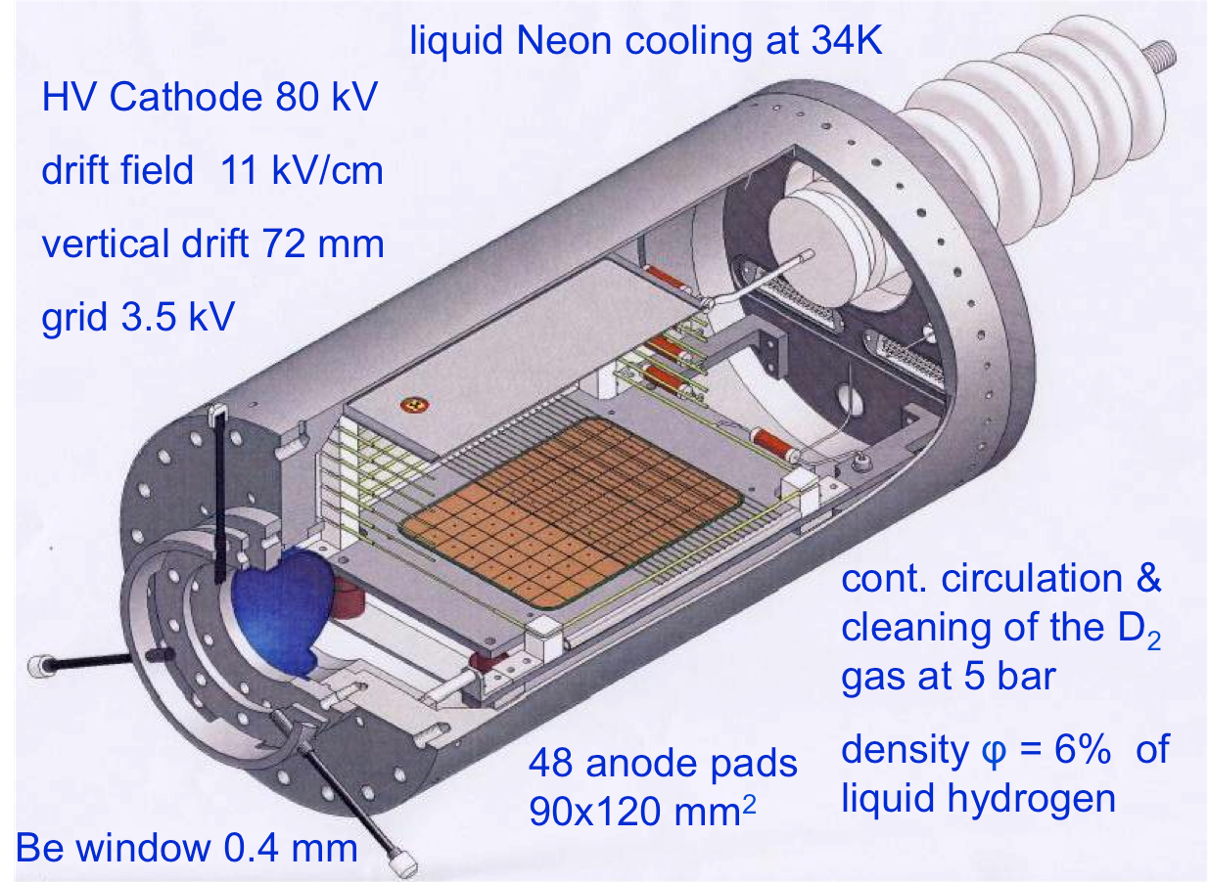 liquid Neon cooling at 34K
HV Cathode 80 kV
drift field 11 kV/cm
vertical drift 72 mm
grid 3.5 kV
cont. circulation &
cleaning of the D₂
gas at 5 bar
density φ = 6% of
liquid hydrogen
48 anode pads
90x120 mm²
Be window 0.4 mm